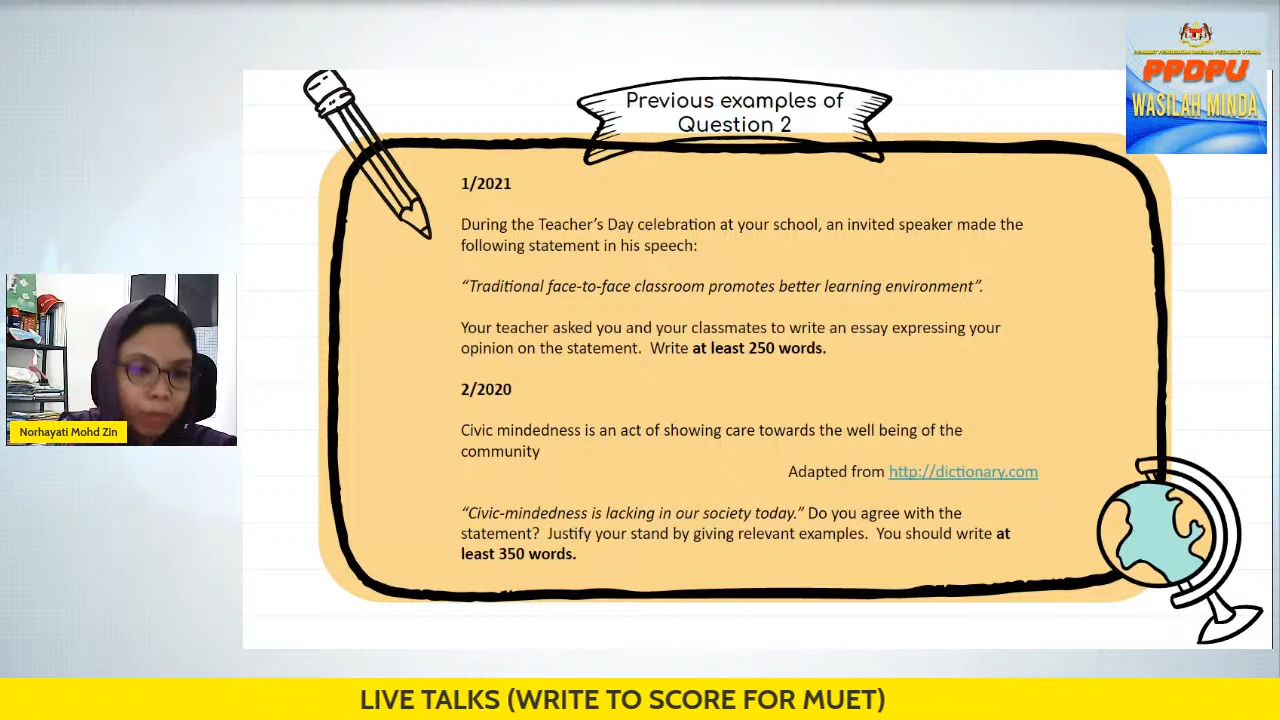 Previous examples of
Question 2
PPDPU
WASILAH MINDA
1/2021
During the Teacher’s Day celebration at your school, an invited speaker made the
following statement in his speech:
“Traditional face-to-face classroom promotes better learning environment”.
Your teacher asked you and your classmates to write an essay expressing your
opinion on the statement.  Write at least 250 words.
2/2020
Civic mindedness is an act of showing care towards the well being of the
community
Adapted from http://dictionary.com
“Civic-mindedness is lacking in our society today.” Do you agree with the
statement?  Justify your stand by giving relevant examples.  You should write at
least 350 words.
Norhayati Mohd Zin
LIVE TALKS (WRITE TO SCORE FOR MUET)